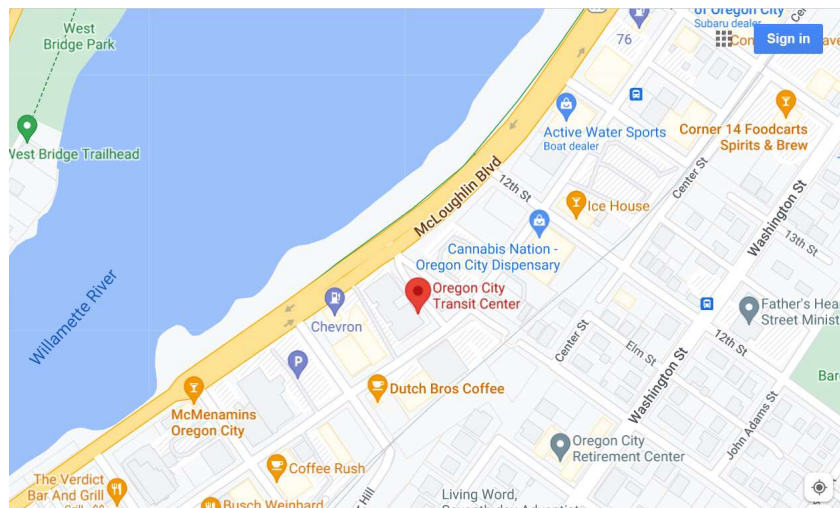 of Oregon City
Subaru dealer
76
Sign in
West
Bridge Park
Active Water Sports
Boat dealer
Corner 14 Foodcarts
Spirits & Brew
West Bridge Trailhead
McLoughlin Blvd
12th St
Center St
Washington St
Ice House
13th St
Cannabis Nation -
Oregon City Dispensary
Willamette River
Oregon City
Transit Center
Chevron
Father's Hea
Street Minist
Center St
Elm St
12th St
Washington St
P
Dutch Bros Coffee
Bar
John Adams St
McMenamins
Oregon City
Oregon City
Retirement Center
Coffee Rush
The Verdict
Bar And Grill
Busch Weinhard
Hill
Living Word,